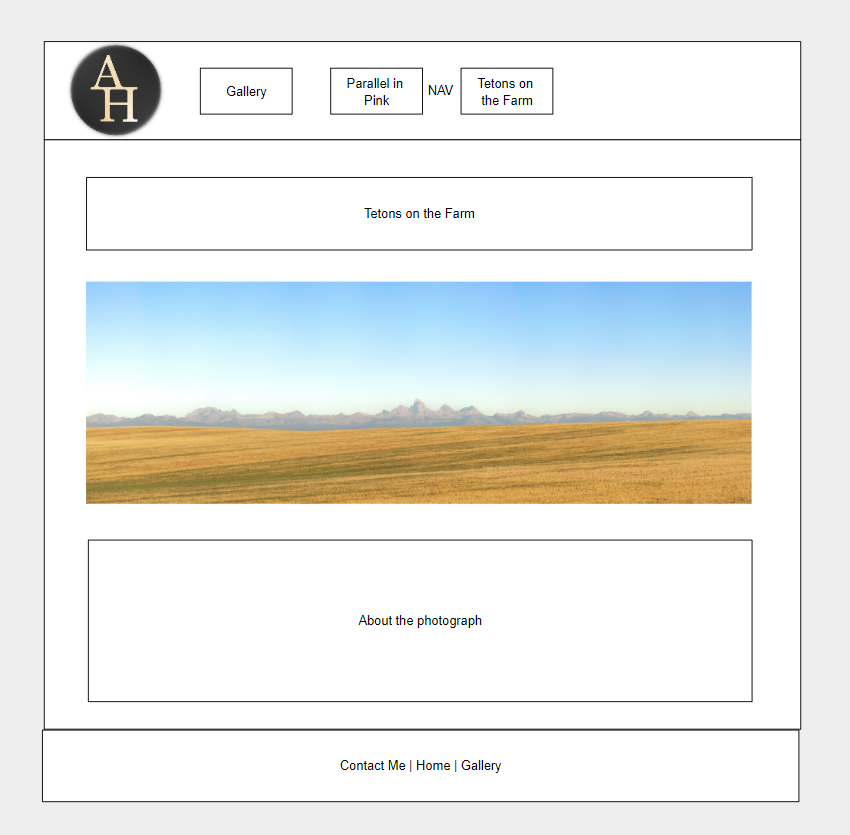 AH
Gallery
Parallel in
Pink
NAV
Tetons on
the Farm
Tetons on the Farm
About the photograph
Contact Me | Home | Gallery